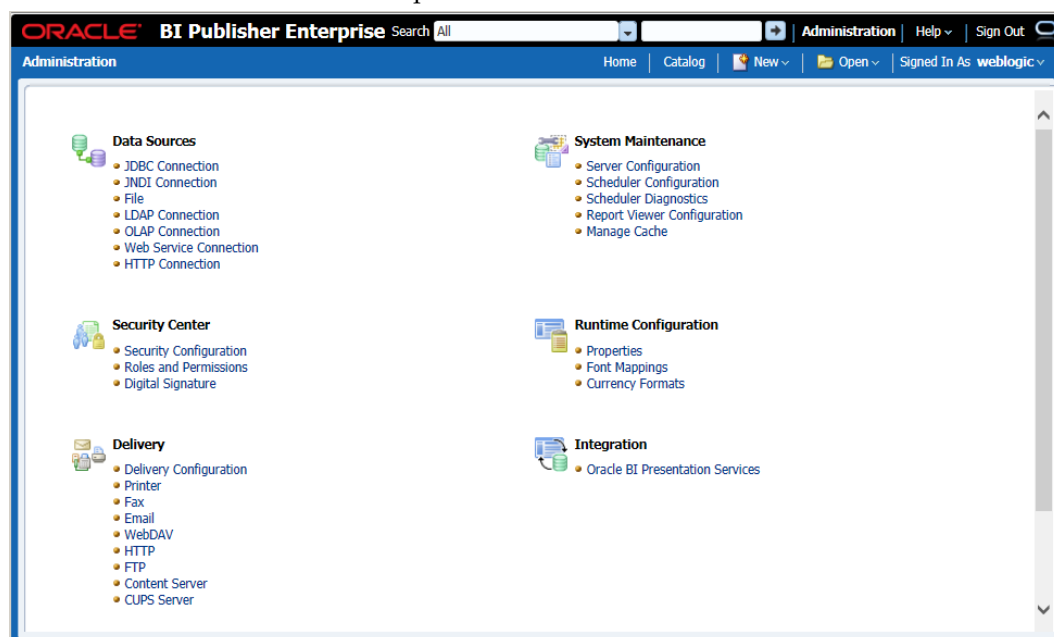 ORACLE BI Publisher Enterprise Search All Administration Help Sign Out
Administration Home Catalog New Open Signed In As weblogic
Data Sources
JDBC Connection
JNDI Connection
File
LDAP Connection
OLAP Connection
Web Service Connection
HTTP Connection
System Maintenance
Server Configuration
Scheduler Configuration
Scheduler Diagnostics
Report Viewer Configuration
Manage Cache
Security Center
Security Configuration
Roles and Permissions
Digital Signature
Runtime Configuration
Properties
Font Mappings
Currency Formats
Delivery
Delivery Configuration
Printer
Fax
Email
WebDAV
HTTP
FTP
Content Server
CUPS Server
Integration
Oracle BI Presentation Services